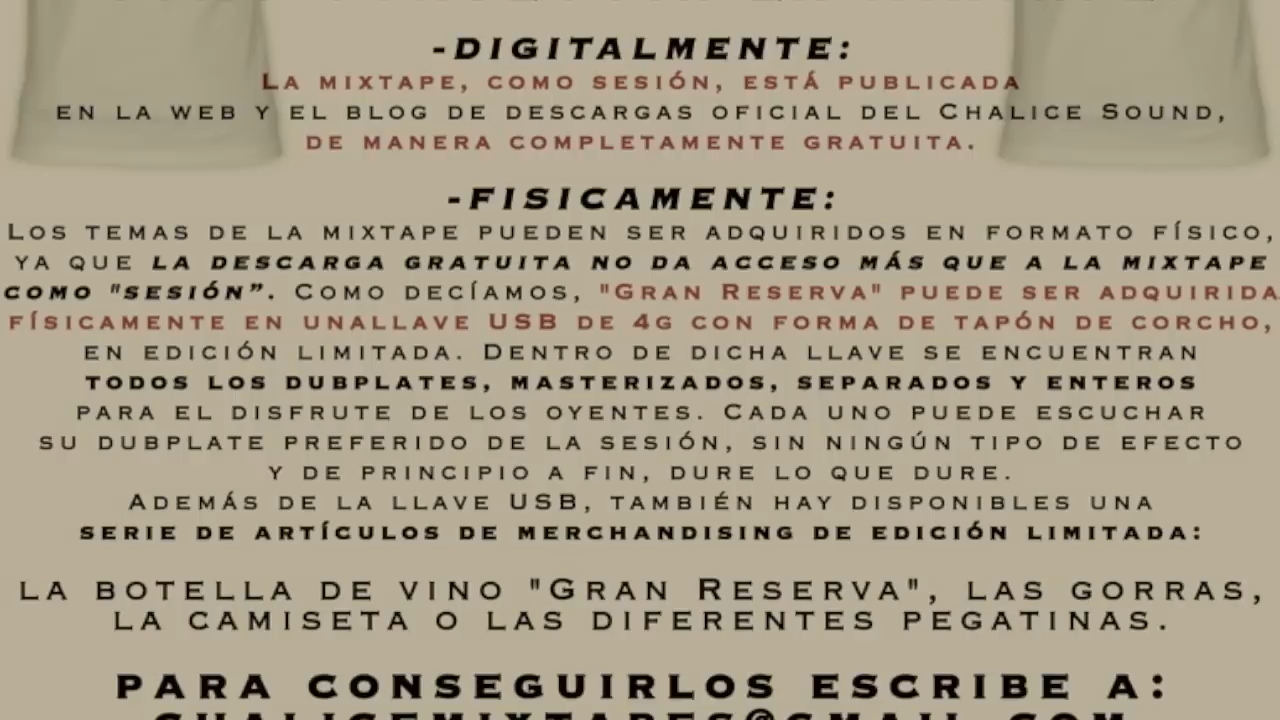 -DIGITALMENTE:
LA MIXTAPE, COMO SESIÓN, ESTÁ PUBLICADA
EN LA WEB Y EL BLOG DE DESCARGAS OFICIAL DEL CHALICE SOUND,
DE MANERA COMPLETAMENTE GRATUITA.
-FISICAMENTE:
LOS TEMAS DE LA MIXTAPE PUEDEN SER ADQUIRIDOS EN FORMATO FÍSICO,
YA QUE LA DESCARGA GRATUITA NO DA ACCESO MÁS QUE A LA MIXTAPE
COMO "SESIÓN”. COMO DECÍAMOS, "GRAN RESERVA" PUEDE SER ADQUIRIDA
FÍSICAMENTE EN UNALLAVE USB DE 4G CON FORMA DE TAPÓN DE CORCHO,
EN EDICIÓN LIMITADA. DENTRO DE DICHA LLAVE SE ENCUENTRAN
TODOS LOS DUBPLATES, MASTERIZADOS, SEPARADOS Y ENTEROS
PARA EL DISFRUTE DE LOS OYENTES. CADA UNO PUEDE ESCUCHAR
SU DUBPLATE PREFERIDO DE LA SESIÓN, SIN NINGÚN TIPO DE EFECTO
Y DE PRINCIPIO A FIN, DURE LO QUE DURE.
ADEMÁS DE LA LLAVE USB, TAMBIÉN HAY DISPONIBLES UNA
SERIE DE ARTÍCULOS DE MERCHANDISING DE EDICIÓN LIMITADA:
LA BOTELLA DE VINO "GRAN RESERVA", LAS GORRAS,
LA CAMISETA O LAS DIFERENTES PEGATINAS.
PARA CONSEGUIRLOS ESCRIBE A:
CHALICEMIXTAPES@GMAIL.COM